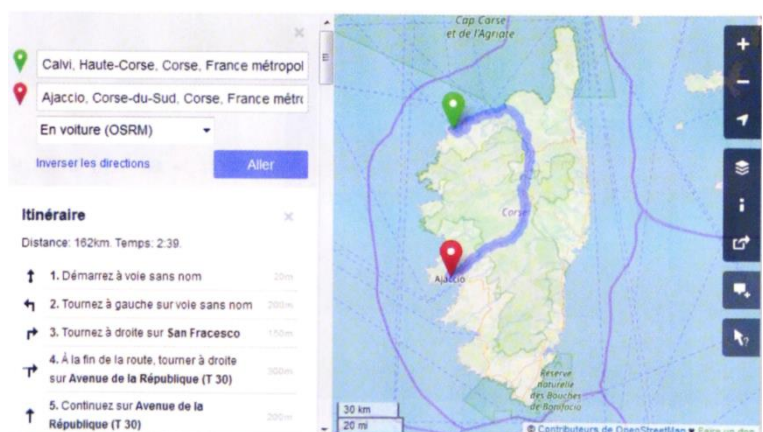 Calvi, Haute-Corse, Corse, France métropol
Ajaccio, Corse-du-Sud, Corse, France métro
En voiture (OSRM)
Inverser les directions
Aller
Itinéraire
Distance: 162km. Temps: 2:39.
1. Démarrez à voie sans nom
20m
2. Tournez à gauche sur voie sans nom
200m
3. Tournez à droite sur San Fracesco
150m
4. À la fin de la route, tourner à droite
sur Avenue de la République (T 30)
300m
5. Continuez sur Avenue de la
République (T 30)
200m
Cap Corse
et de l'Agriate
Corse
Ajaccio
Réserve
naturelle
des Bouches
de Bonifacio
30 km
20 mi
© Contributeurs de OpenStreetMap ♥ Faire un don